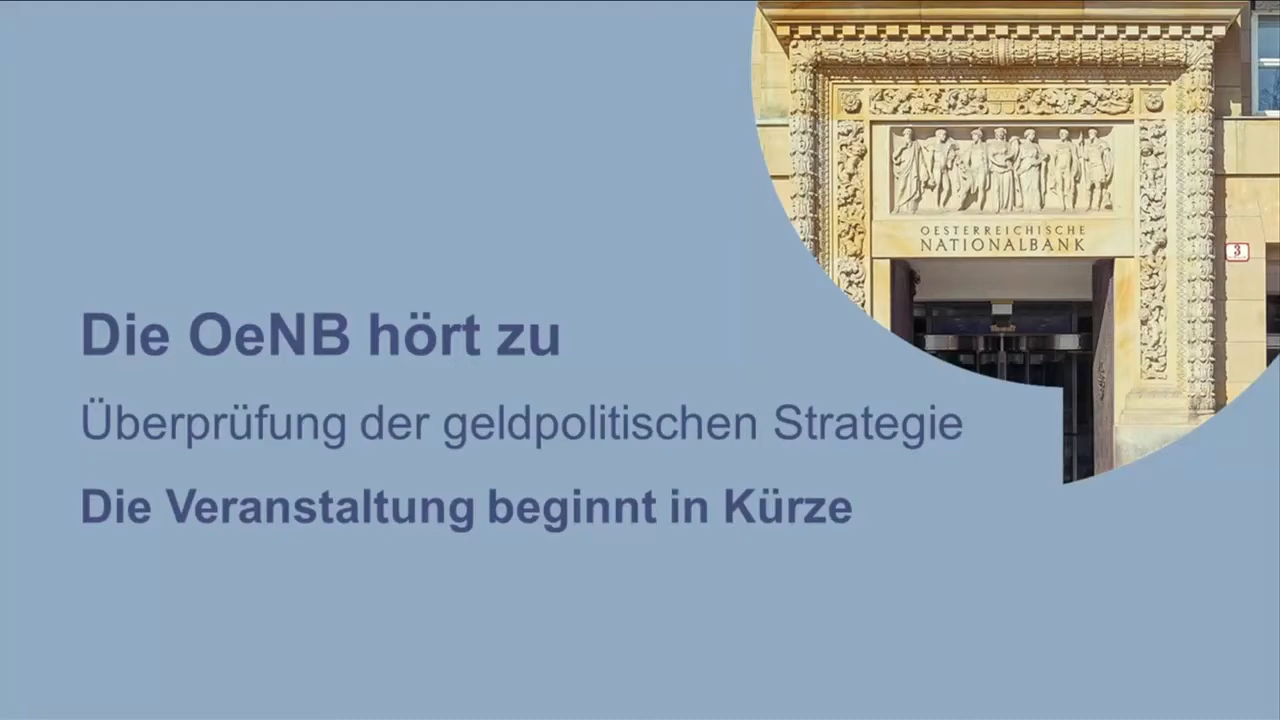 OESTERREICHISCHE
NATIONALBANK
3
Die OeNB hört zu
Überprüfung der geldpolitischen Strategie
Die Veranstaltung beginnt in Kürze